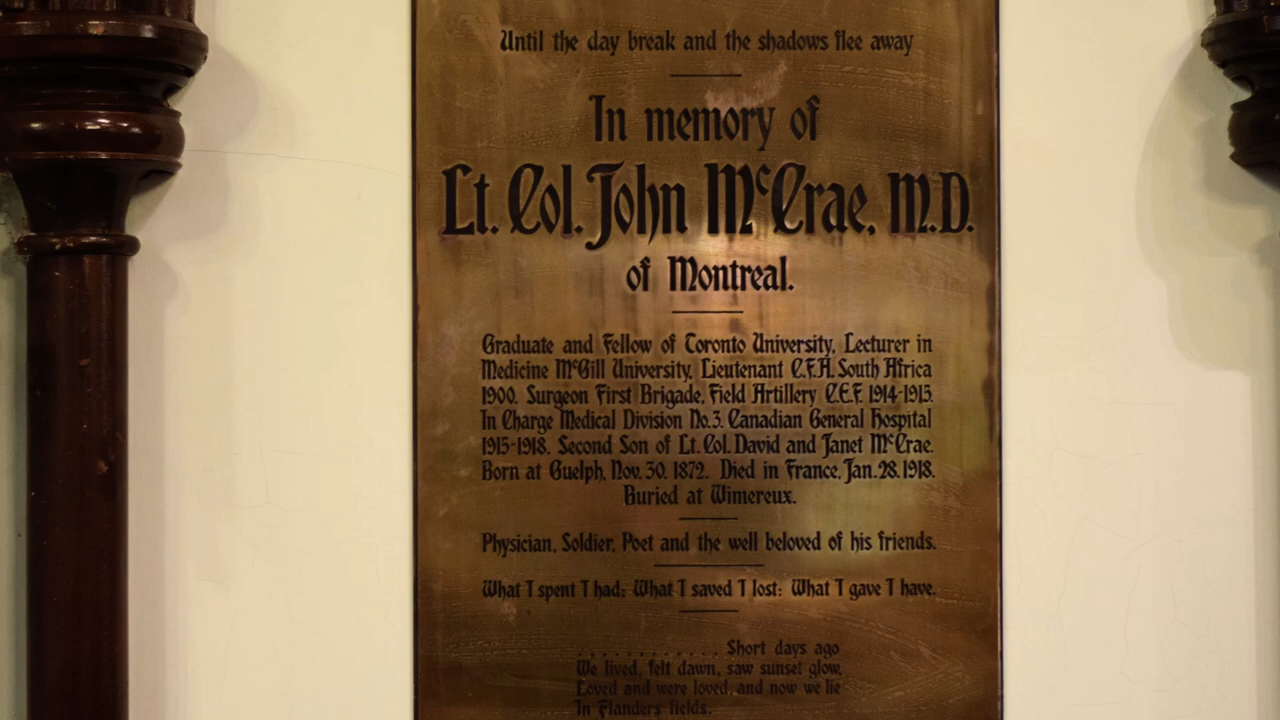 Until the day break and the shadows flee away
In memory of
Lt. Col. John McCrae, M.D.
of Montreal.
Graduate and Fellow of Toronto University, Lecturer in
Medicine McGill University, Lieutenant C.F.A. South Africa
1900. Surgeon First Brigade, Field Artillery C.E.F. 1914-1915.
In Charge Medical Division No.3. Canadian General Hospital
1915-1918. Second Son of Lt. Col. David and Janet McCrae.
Born at Guelph, Nov. 30. 1872. Died in France, Jan. 28. 1918.
Buried at Wimereux.
Physician, Soldier, Poet and the well beloved of his friends.
What I spent I had: What I saved I lost: What I gave I have.
. . . . . . . . . . . . . Short days ago
We lived, felt dawn, saw sunset glow,
Loved and were loved, and now we lie
In Flanders fields.